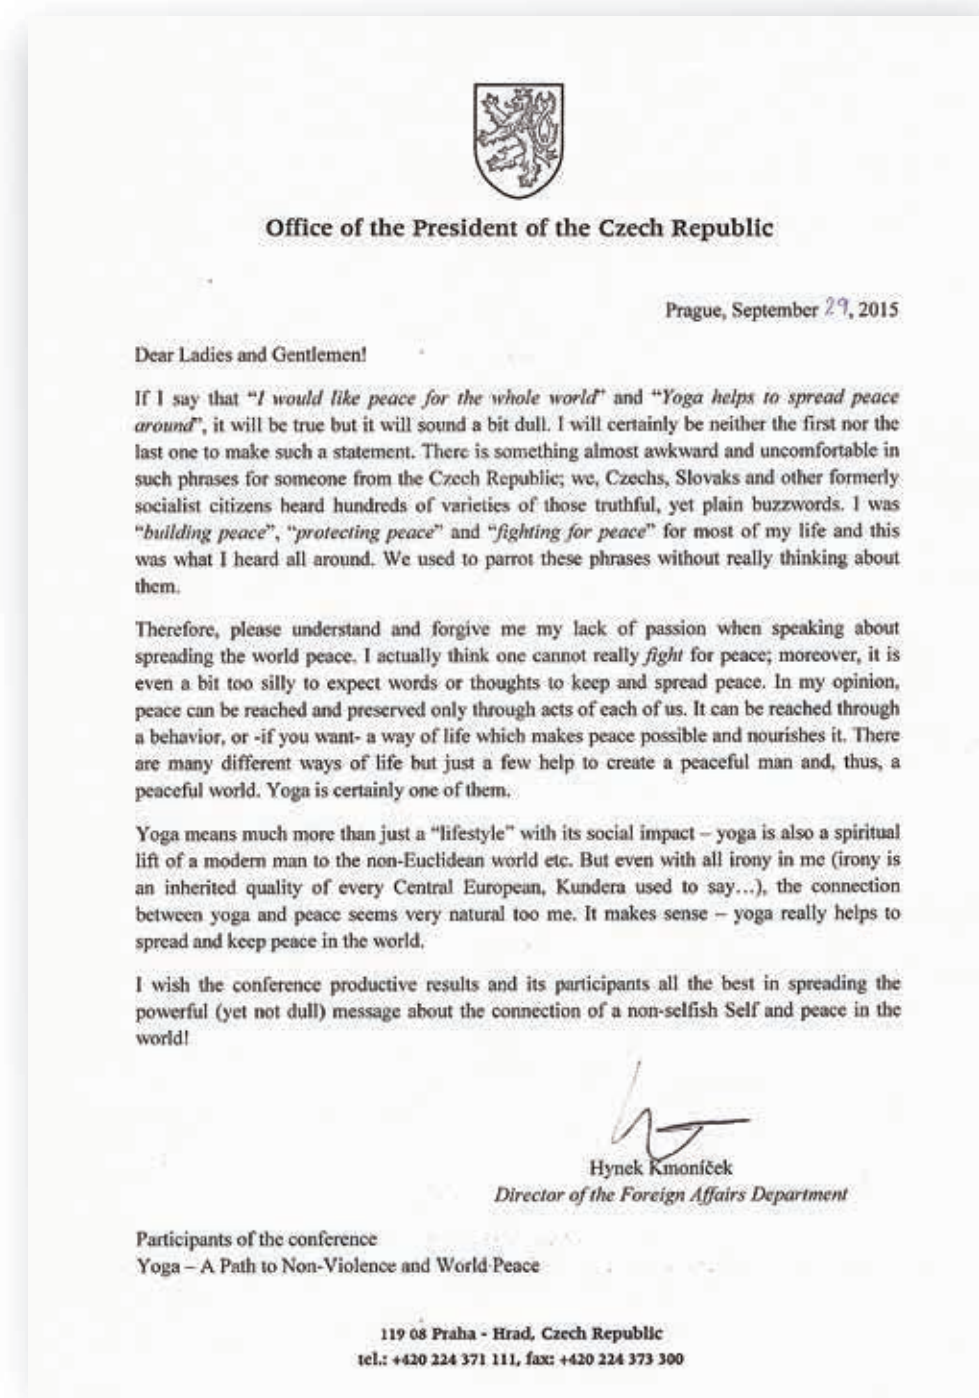 Office of the President of the Czech Republic
Prague, September 29, 2015
Dear Ladies and Gentlemen!
If I say that “I would like peace for the whole world” and “Yoga helps to spread peace
around”, it will be true but it will sound a bit dull. I will certainly be neither the first nor the
last one to make such a statement. There is something almost awkward and uncomfortable in
such phrases for someone from the Czech Republic; we, Czechs, Slovaks and other formerly
socialist citizens heard hundreds of varieties of those truthful, yet plain buzzwords. I was
“building peace”, “protecting peace” and “fighting for peace” for most of my life and this
was what I heard all around. We used to parrot these phrases without really thinking about
them.
Therefore, please understand and forgive me my lack of passion when speaking about
spreading the world peace. I actually think one cannot really fight for peace; moreover, it is
even a bit too silly to expect words or thoughts to keep and spread peace. In my opinion,
peace can be reached and preserved only through acts of each of us. It can be reached through
a behavior, or -if you want- a way of life which makes peace possible and nourishes it. There
are many different ways of life but just a few help to create a peaceful man and, thus, a
peaceful world. Yoga is certainly one of them.
Yoga means much more than just a “lifestyle” with its social impact – yoga is also a spiritual
lift of a modern man to the non-Euclidean world etc. But even with all irony in me (irony is
an inherited quality of every Central European, Kundera used to say…), the connection
between yoga and peace seems very natural too me. It makes sense – yoga really helps to
spread and keep peace in the world.
I wish the conference productive results and its participants all the best in spreading the
powerful (yet not dull) message about the connection of a non-selfish Self and peace in the
world!
Hynek Kmoníček
Director of the Foreign Affairs Department
Participants of the conference
Yoga – A Path to Non-Violence and World Peace
119 08 Praha - Hrad, Czech Republic
tel.: +420 224 371 111, fax: +420 224 373 300